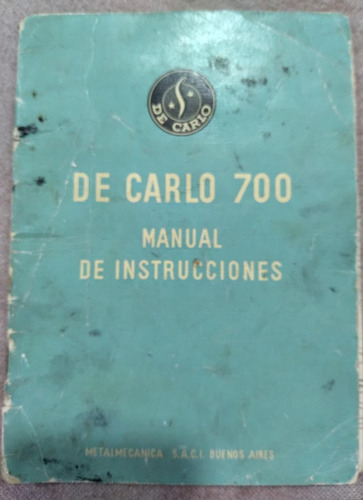 DE CARLO
DE CARLO 700
MANUAL
DE INSTRUCCIONES
METALMECANICA S.A.C.I. BUENOS AIRES